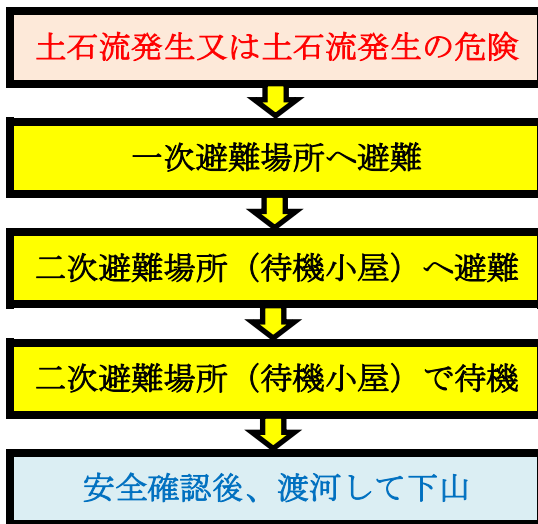 土石流発生又は土石流発生の危険
一次避難場所へ避難
二次避難場所（待機小屋）へ避難
二次避難場所（待機小屋）で待機
安全確認後、渡河して下山